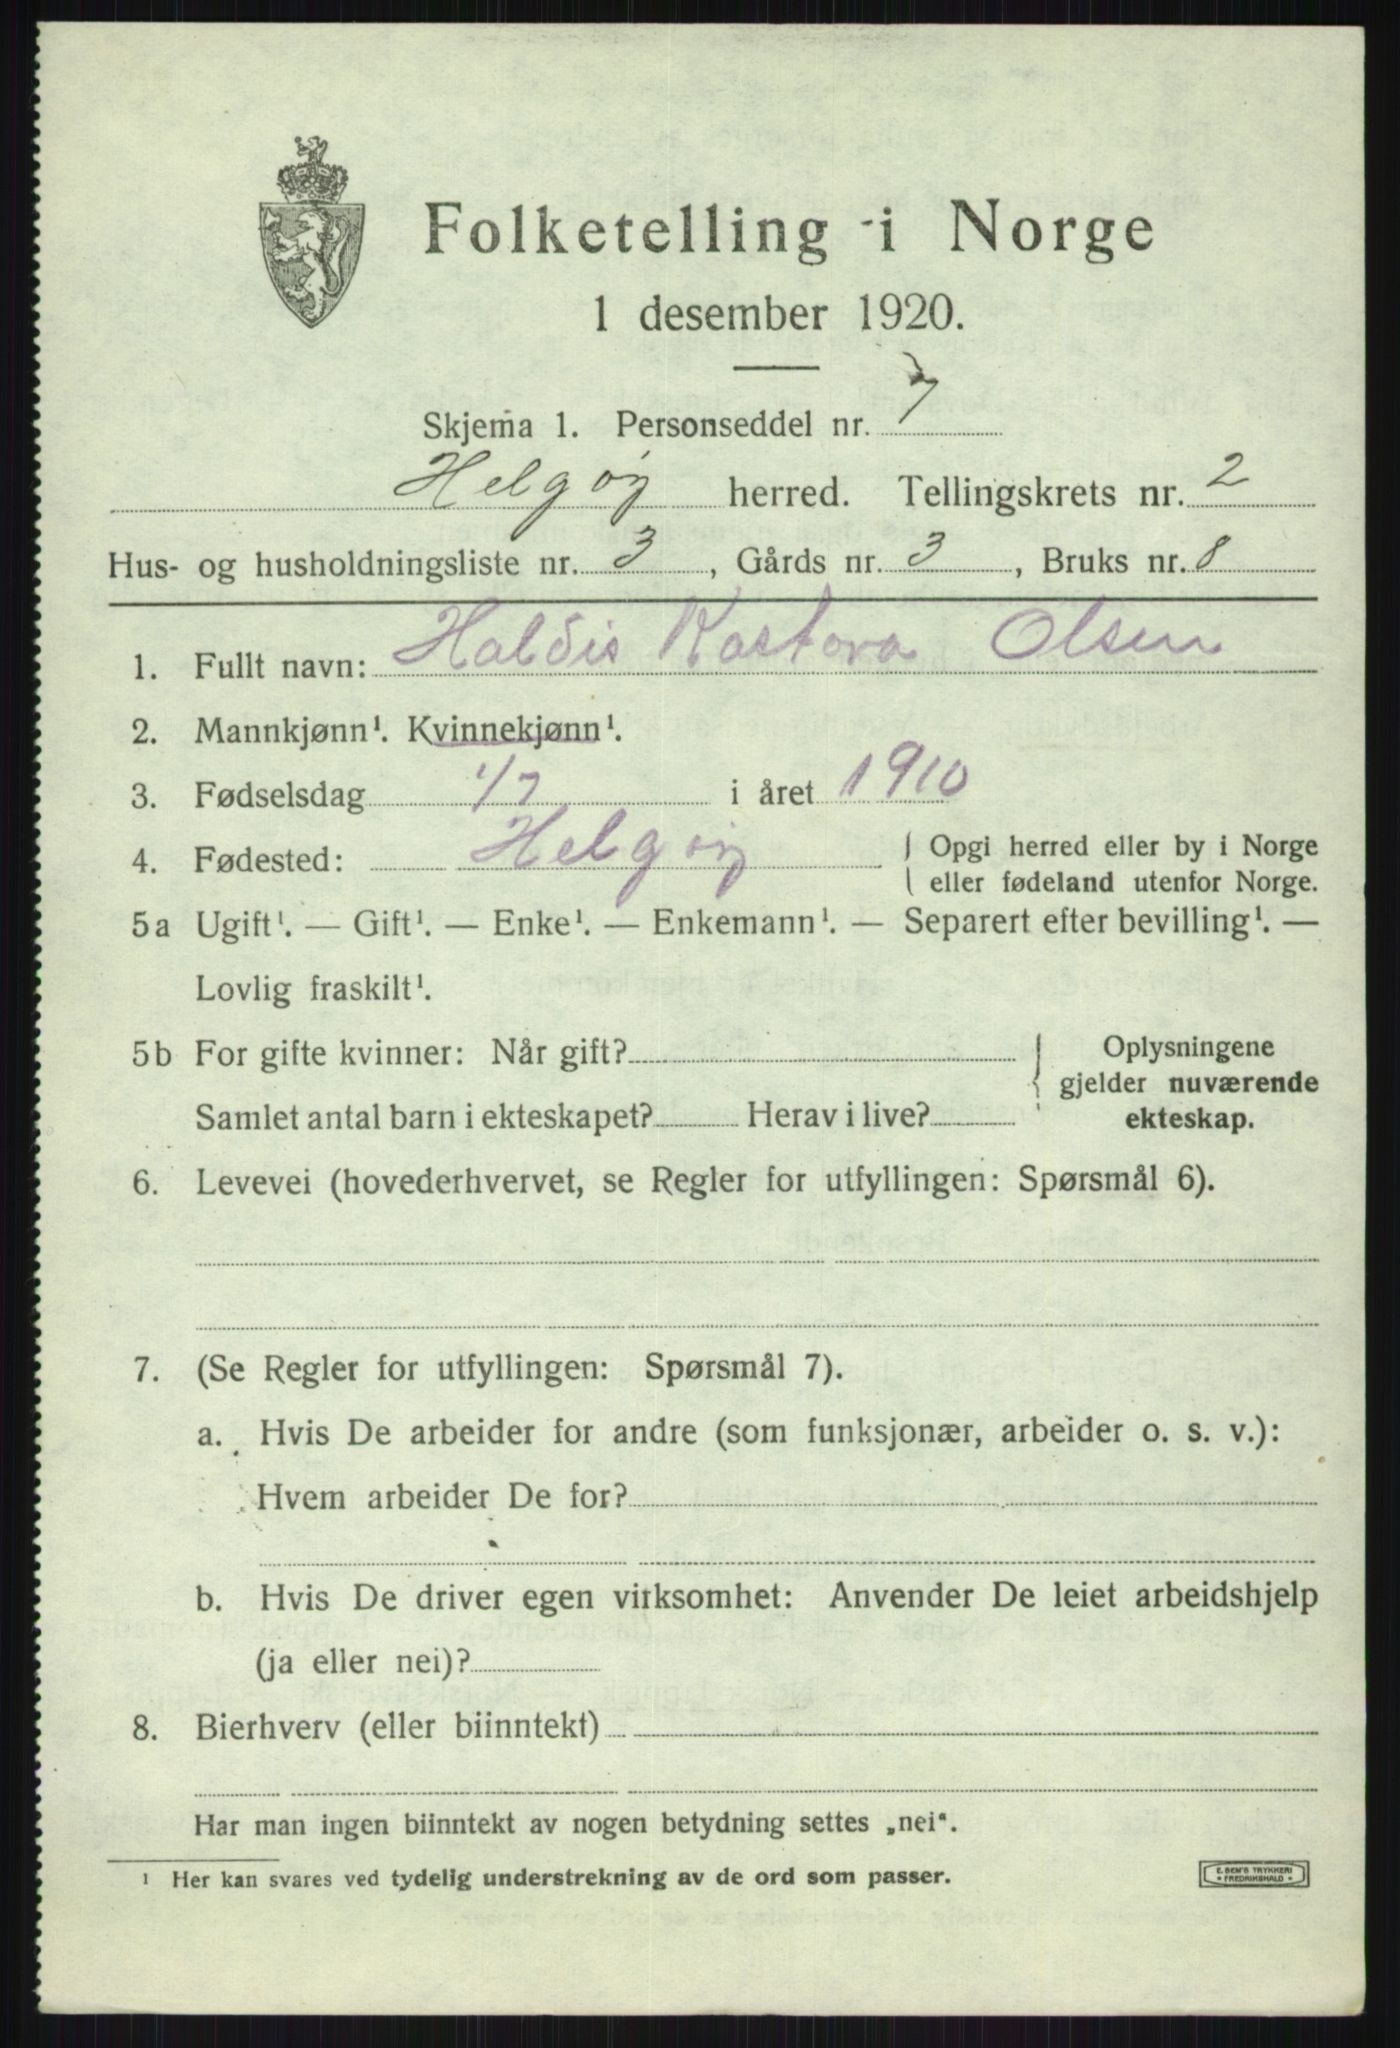 Folketelling i Norge
1 desember 1920.
Skjema 1. Personseddel nr. 7
Helgøy herred. Tellingskrets nr. 2
Hus- og husholdningsliste nr. 3, Gårds nr. 3, Bruks nr. 8
1. Fullt navn: Haldis Kastora Olsen
2. Mannkjønn¹. Kvinnekjønn¹.
3. Fødselsdag 1/7 i året 1910
4. Fødested: Helgøy { Opgi herred eller by i Norge
eller fødeland utenfor Norge.
5a Ugift¹. — Gift¹. — Enke¹. — Enkemann¹. — Separert efter bevilling¹. —
Lovlig fraskilt¹.
5b For gifte kvinner: Når gift? } Oplysningene
gjelder nuværende
Samlet antal barn i ekteskapet? Herav i live? ekteskap.
6. Levevei (hovederhvervet, se Regler for utfyllingen: Spørsmål 6).
7. (Se Regler for utfyllingen: Spørsmål 7).
a. Hvis De arbeider for andre (som funksjonær, arbeider o. s. v.):
Hvem arbeider De for?
b. Hvis De driver egen virksomhet: Anvender De leiet arbeidshjelp
(ja eller nei)?
8. Bierhverv (eller biinntekt)
Har man ingen biinntekt av nogen betydning settes „nei“.
¹ Her kan svares ved tydelig understrekning av de ord som passer.
E. SEM'S TRYKKERI
• FREDRIKSHALD •